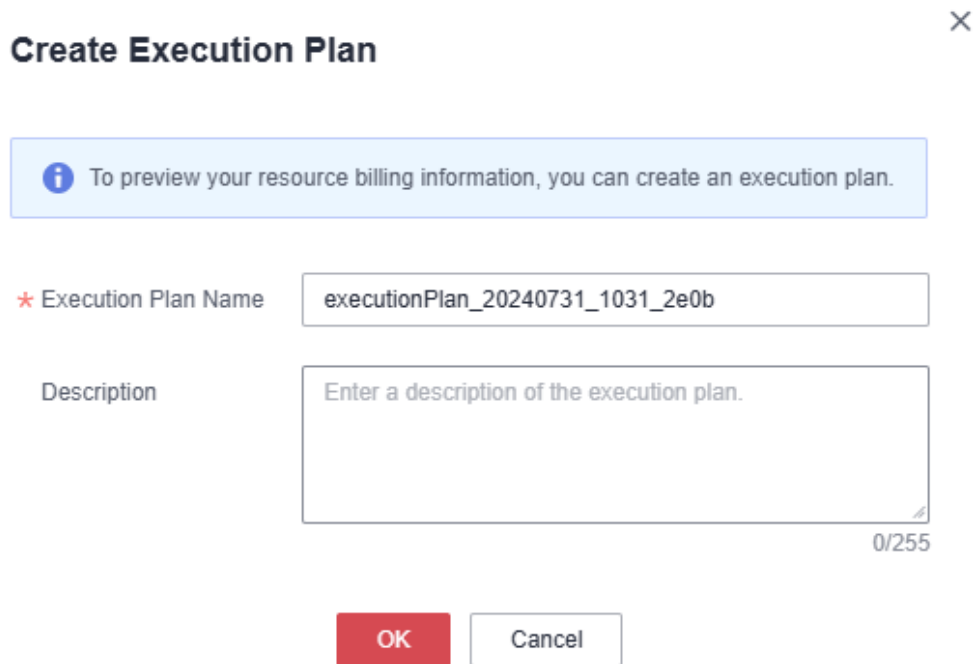 Create Execution Plan
To preview your resource billing information, you can create an execution plan.
* Execution Plan Name
executionPlan_20240731_1031_2e0b
Description
Enter a description of the execution plan.
0/255
OK
Cancel